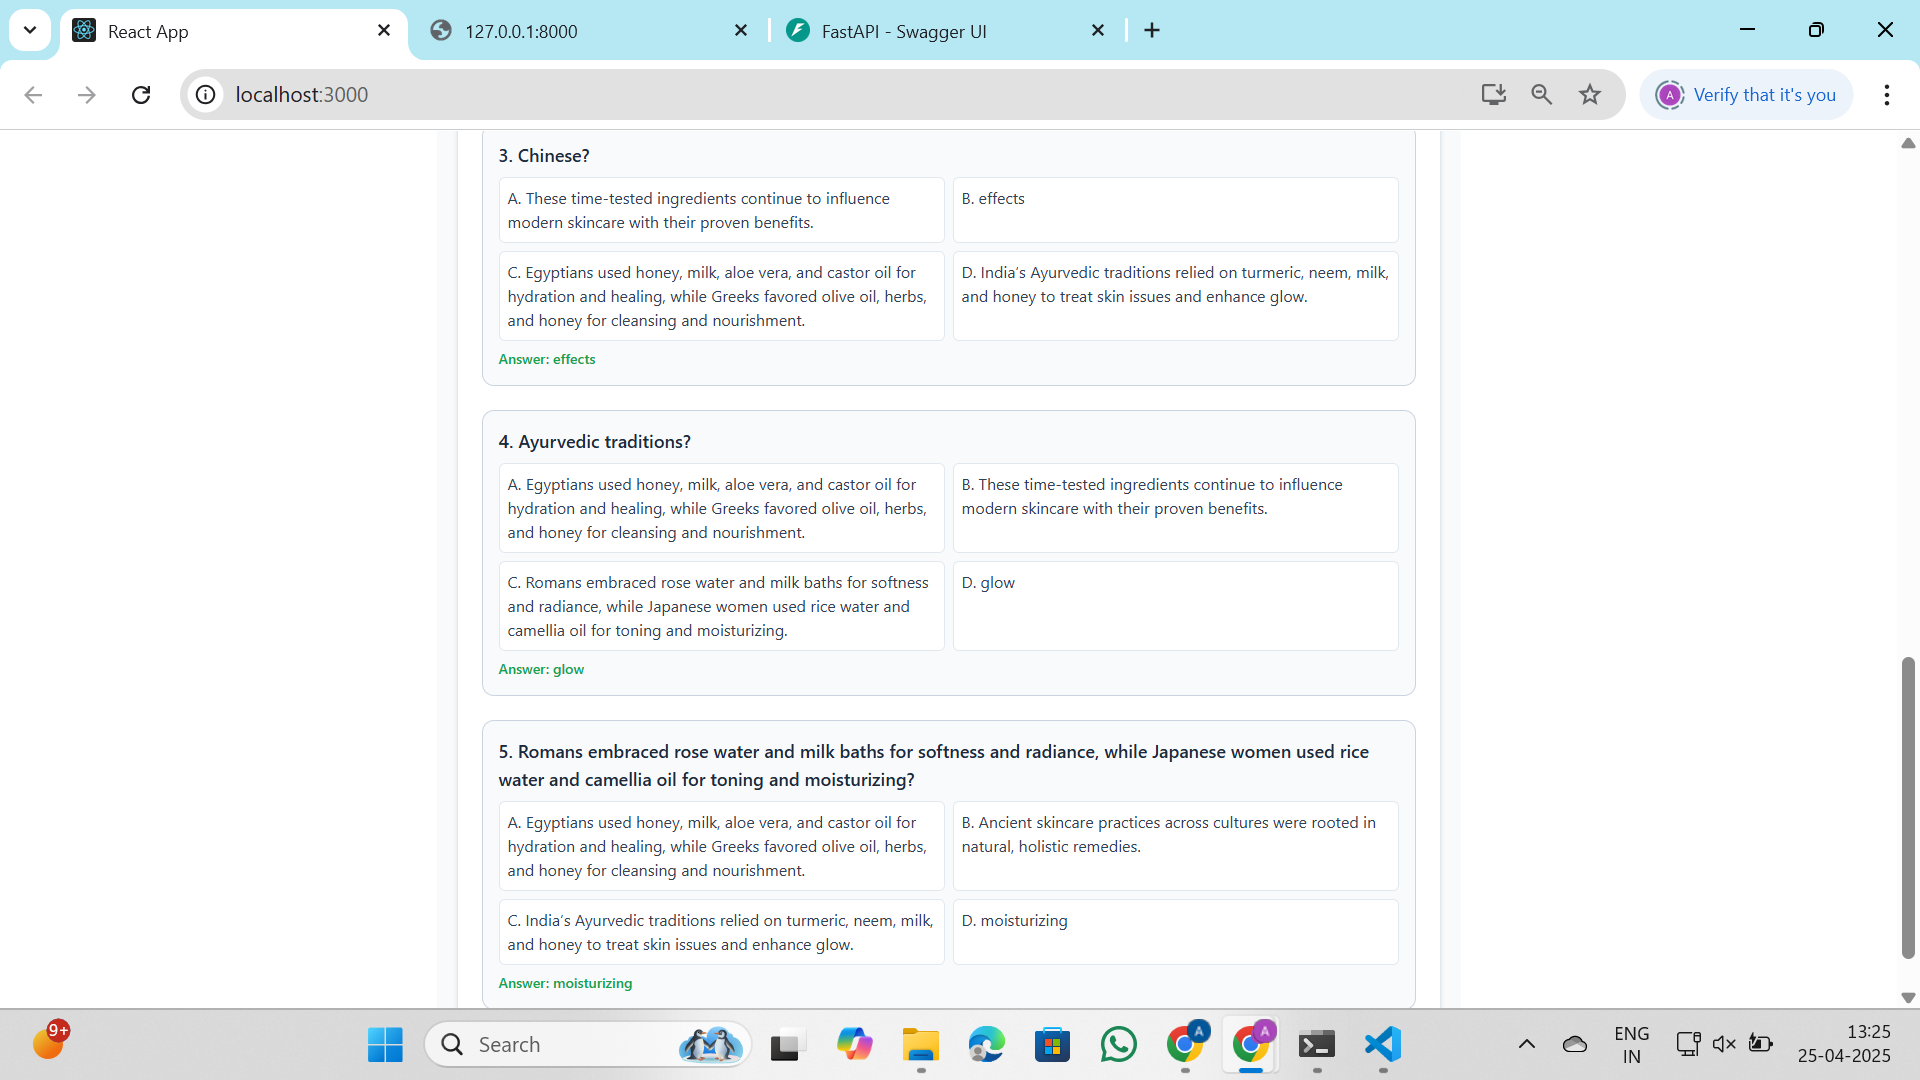 React App
127.0.0.1:8000
FastAPI - Swagger UI
localhost:3000
A
Verify that it's you
3. Chinese?
A. These time-tested ingredients continue to influence
modern skincare with their proven benefits.
B. effects
C. Egyptians used honey, milk, aloe vera, and castor oil for
hydration and healing, while Greeks favored olive oil, herbs,
and honey for cleansing and nourishment.
D. India's Ayurvedic traditions relied on turmeric, neem, milk,
and honey to treat skin issues and enhance glow.
Answer: effects
4. Ayurvedic traditions?
A. Egyptians used honey, milk, aloe vera, and castor oil for
hydration and healing, while Greeks favored olive oil, herbs,
and honey for cleansing and nourishment.
B. These time-tested ingredients continue to influence
modern skincare with their proven benefits.
C. Romans embraced rose water and milk baths for softness
and radiance, while Japanese women used rice water and
camellia oil for toning and moisturizing.
D. glow
Answer: glow
5. Romans embraced rose water and milk baths for softness and radiance, while Japanese women used rice
water and camellia oil for toning and moisturizing?
A. Egyptians used honey, milk, aloe vera, and castor oil for
hydration and healing, while Greeks favored olive oil, herbs,
and honey for cleansing and nourishment.
B. Ancient skincare practices across cultures were rooted in
natural, holistic remedies.
C. India's Ayurvedic traditions relied on turmeric, neem, milk,
and honey to treat skin issues and enhance glow.
D. moisturizing
Answer: moisturizing
9+
Search
A
A
ENG
IN
13:25
25-04-2025